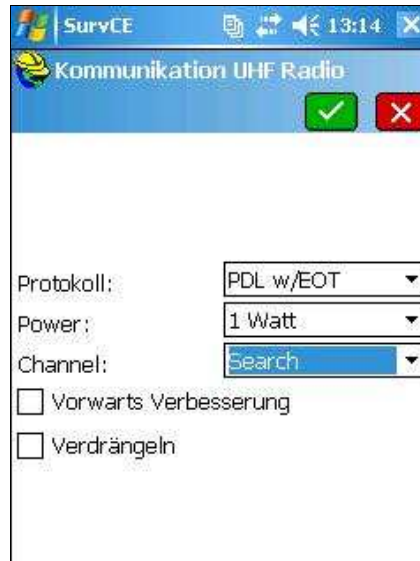 SurvCE 13:14
Kommunikation UHF Radio
Protokoll: PDL w/EOT
Power: 1 Watt
Channel: Search
Vorwarts Verbesserung
Verdrängeln